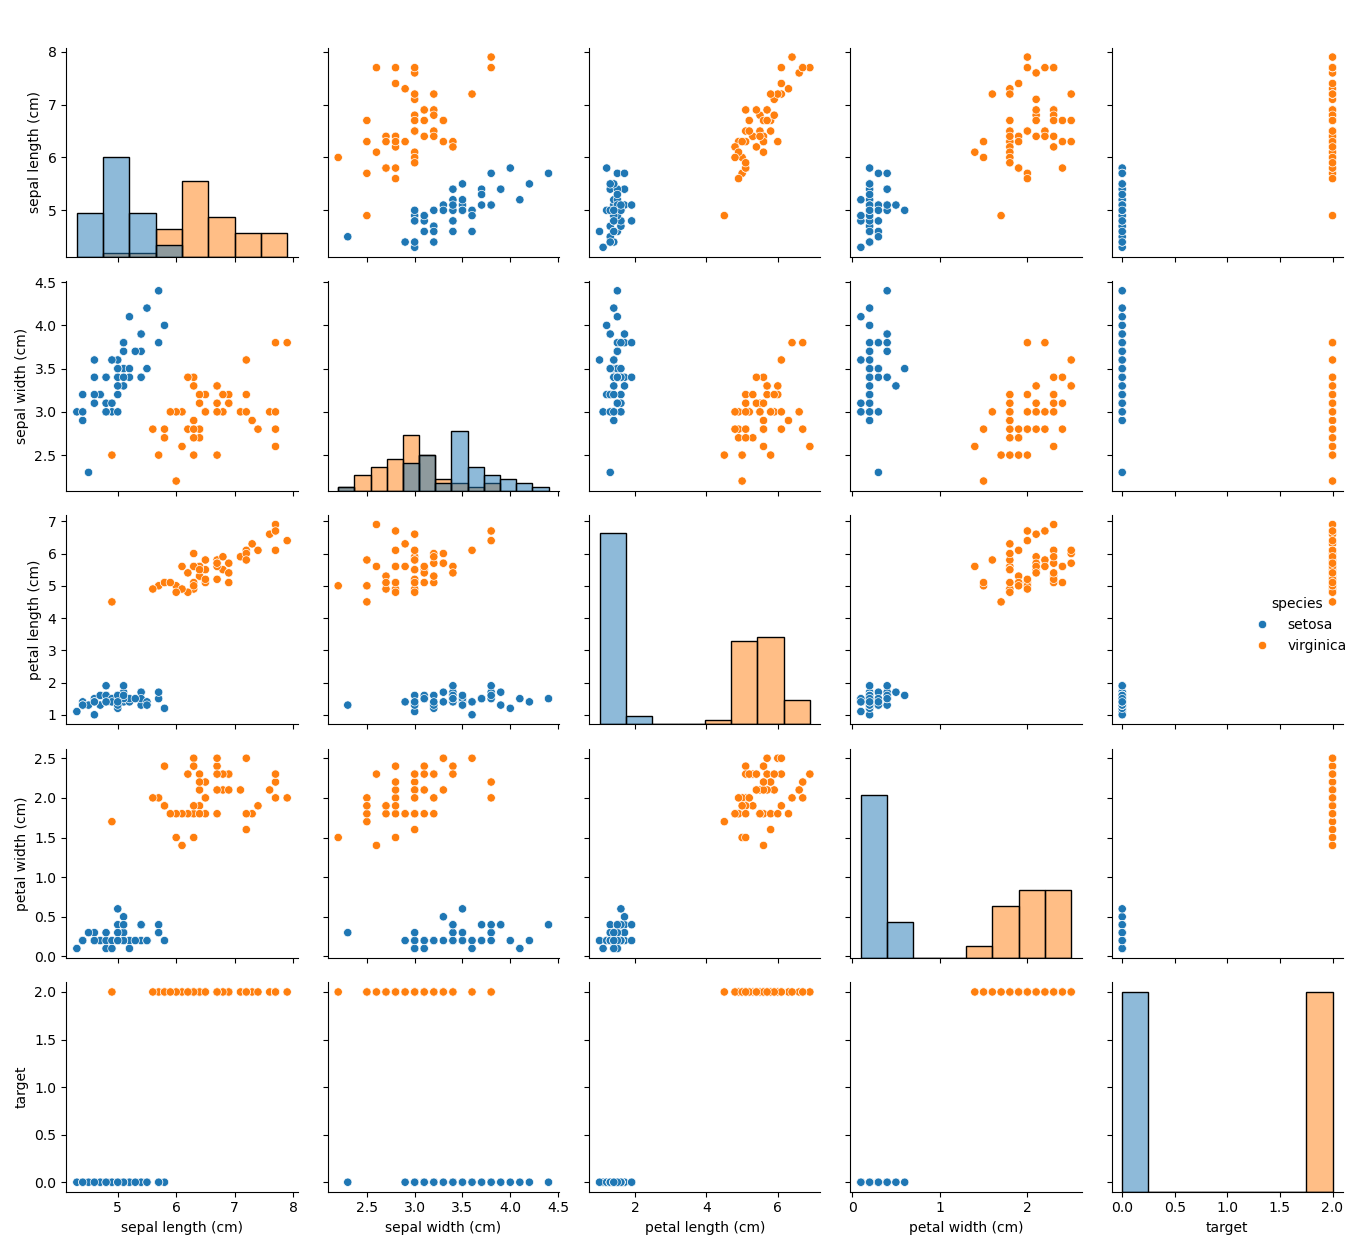 8
7
6
5
sepal length (cm)
4.5
4.0
3.5
3.0
2.5
sepal width (cm)
7
6
5
4
3
2
1
petal length (cm)
species
setosa
virginica
2.5
2.0
1.5
1.0
0.5
0.0
petal width (cm)
2.0
1.5
1.0
0.5
0.0
target
5 6 7 8
sepal length (cm)
2.5 3.0 3.5 4.0 4.5
sepal width (cm)
2 4 6
petal length (cm)
0 1 2
petal width (cm)
0.0 0.5 1.0 1.5 2.0
target